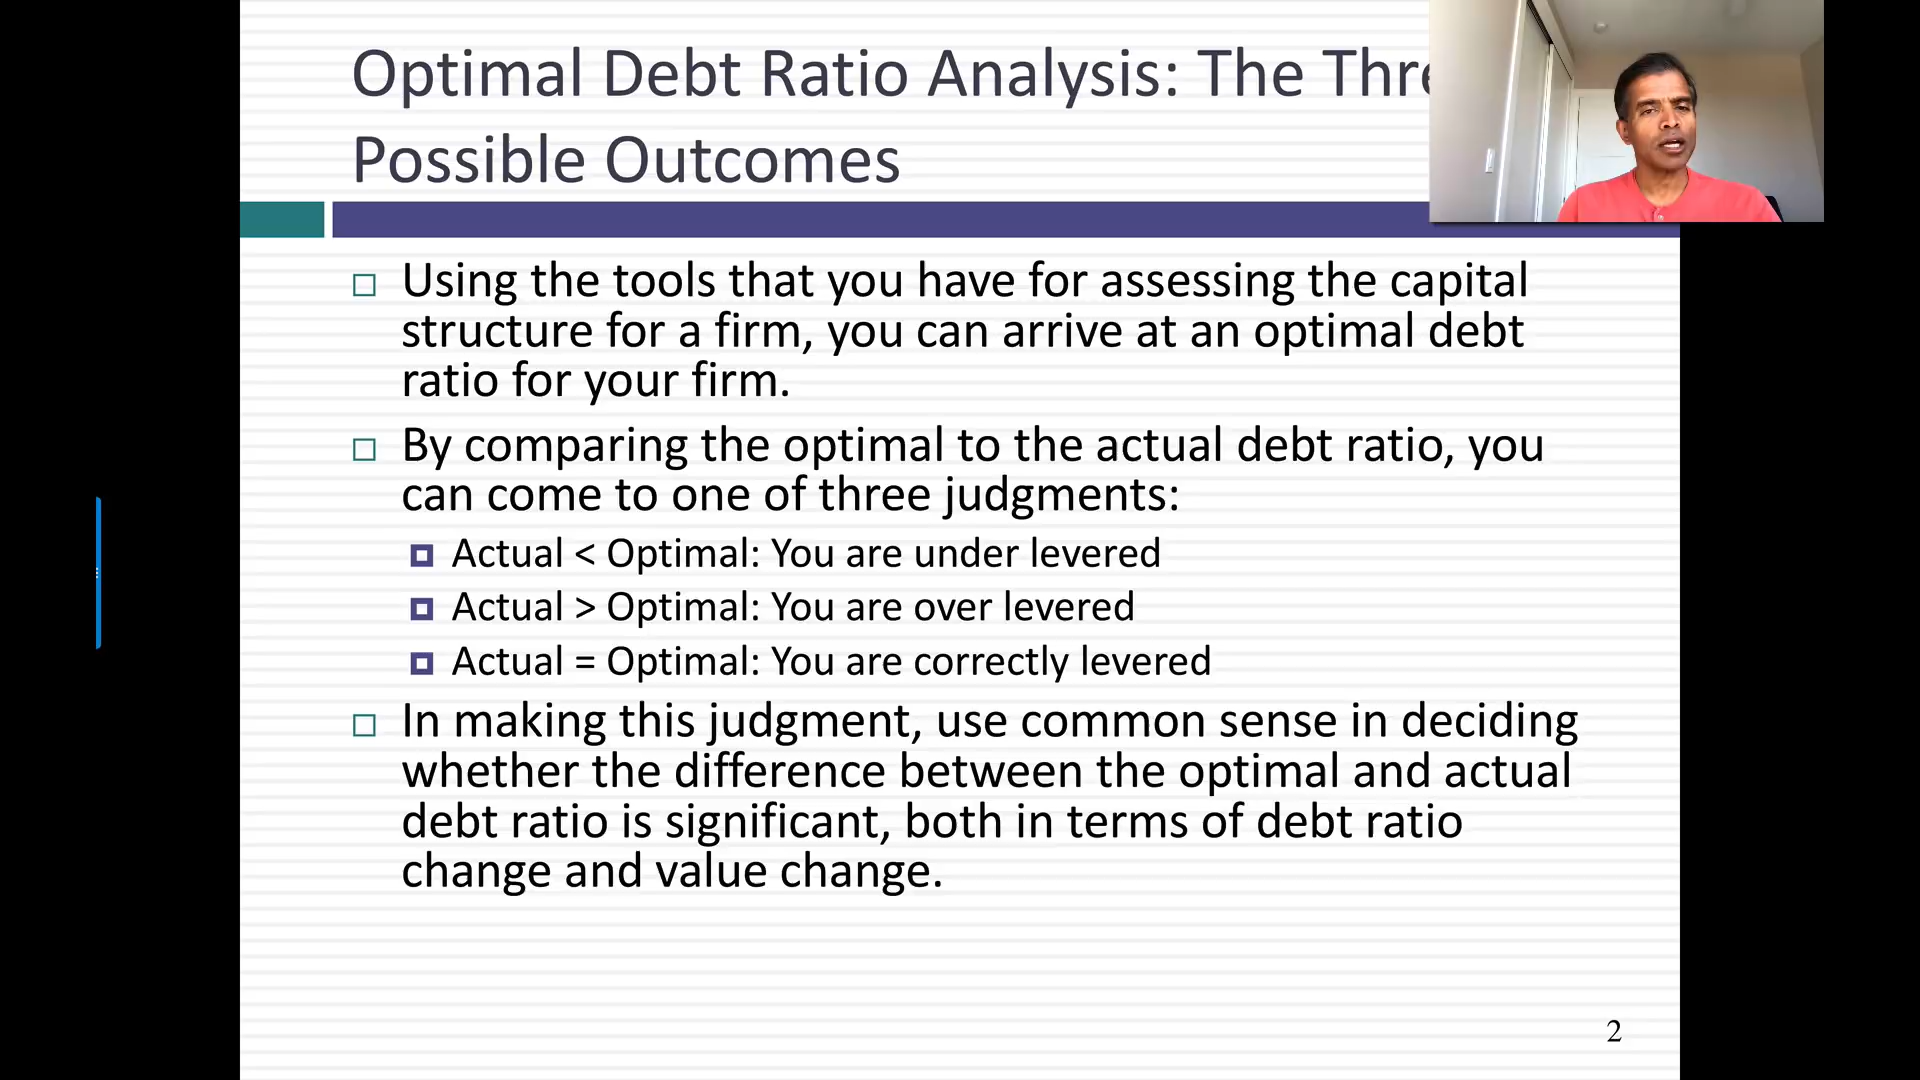 Optimal Debt Ratio Analysis: The
Possible Outcomes
Using the tools that you have for assessing the capital
structure for a firm, you can arrive at an optimal debt
ratio for your firm.
By comparing the optimal to the actual debt ratio, you
can come to one of three judgments:
Actual < Optimal: You are under levered
Actual > Optimal: You are over levered
Actual = Optimal: You are correctly levered
In making this judgment, use common sense in deciding
whether the difference between the optimal and actual
debt ratio is significant, both in terms of debt ratio
change and value change.
2